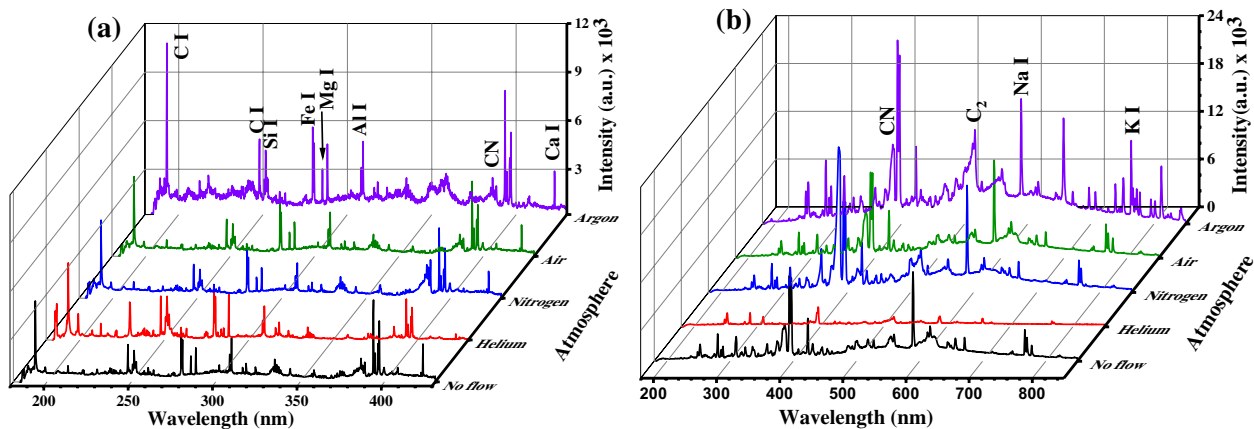 (a)
C I
C I
Si I
Fe I
Mg I
Al I
CN
Ca I
12
9
6
3
0
Intensity (a.u.) x 10³
Argon
Air
Nitrogen
Helium
No flow
Atmosphere
200 250 300 350 400
Wavelength (nm)
(b)
CN
C₂
Na I
K I
24
18
12
6
0
Intensity (a.u.) x 10³
Argon
Air
Nitrogen
Helium
No flow
Atmosphere
200 300 400 500 600 700 800
Wavelength (nm)